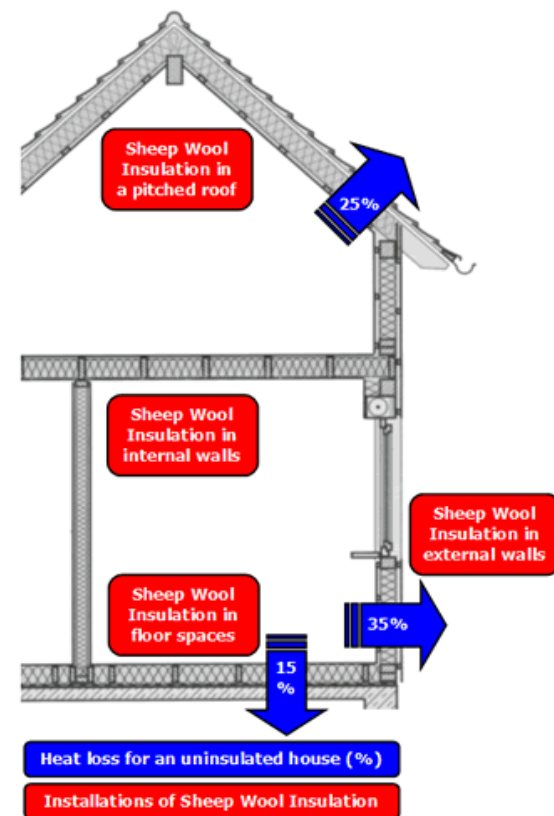 Sheep Wool
Insulation in
a pitched roof
25%
Sheep Wool
Insulation in
internal walls
Sheep Wool
Insulation in
external walls
Sheep Wool
Insulation in
floor spaces
35%
15
%
Heat loss for an uninsulated house (%)
Installations of Sheep Wool Insulation